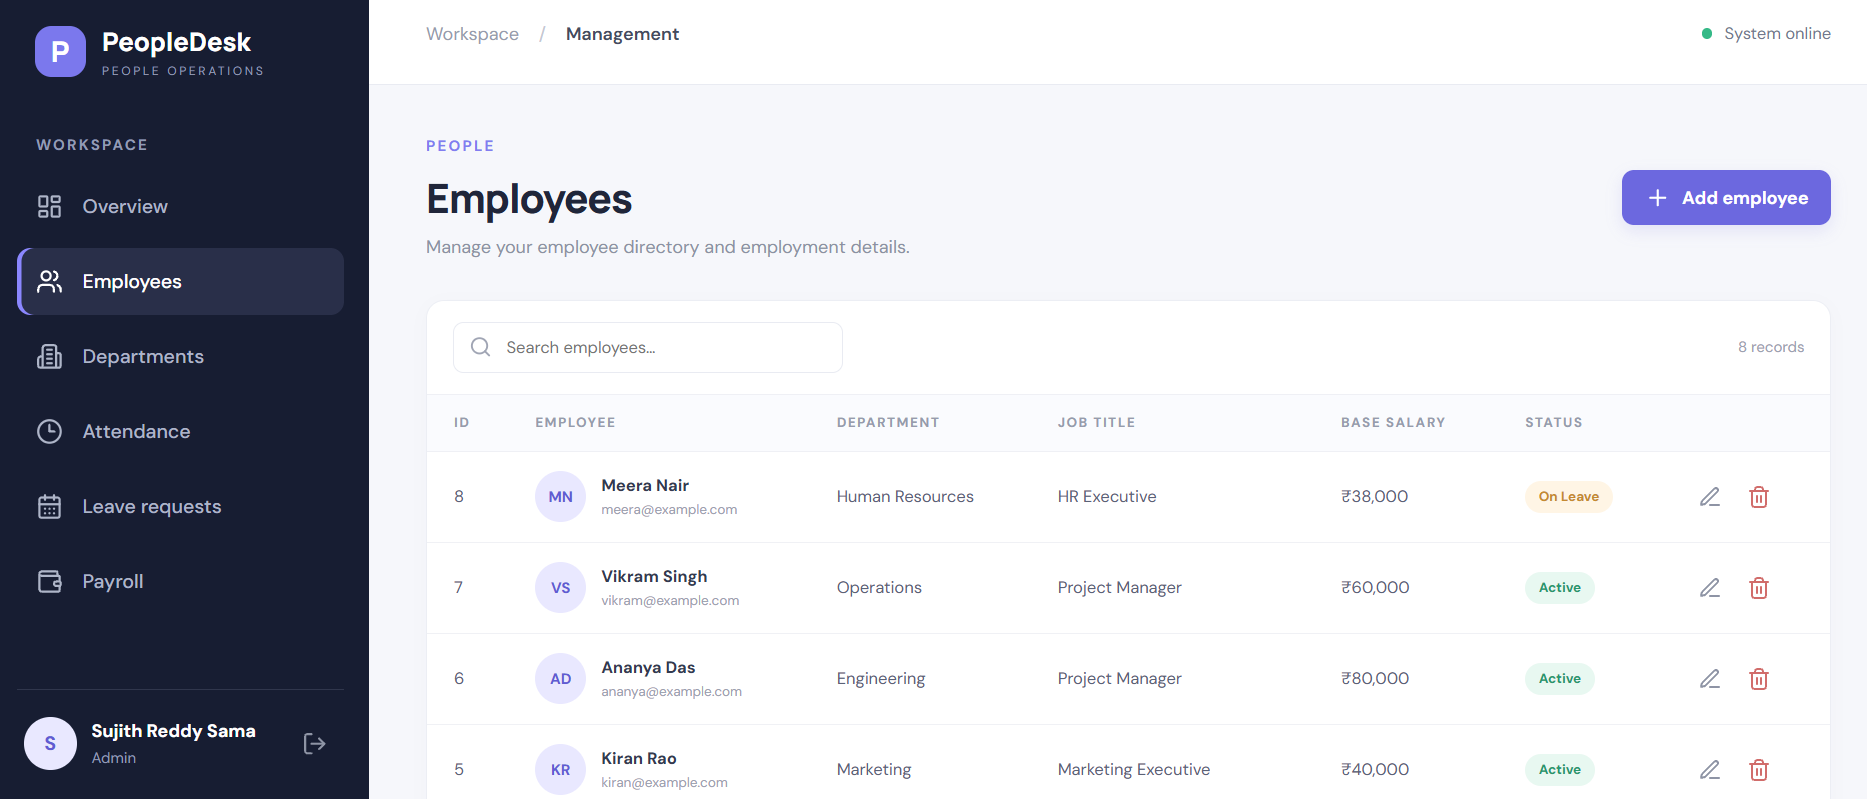 P
PeopleDesk
PEOPLE OPERATIONS
WORKSPACE
Overview
Employees
Departments
Attendance
Leave requests
Payroll
S
Sujith Reddy Sama
Admin
Workspace / Management
System online
PEOPLE
Employees
Manage your employee directory and employment details.
+ Add employee
Search employees...
8 records
ID EMPLOYEE DEPARTMENT JOB TITLE BASE SALARY STATUS
8 MN Meera Nair Human Resources HR Executive ₹38,000 On Leave
meera@example.com
7 VS Vikram Singh Operations Project Manager ₹60,000 Active
vikram@example.com
6 AD Ananya Das Engineering Project Manager ₹80,000 Active
ananya@example.com
5 KR Kiran Rao Marketing Marketing Executive ₹40,000 Active
kiran@example.com